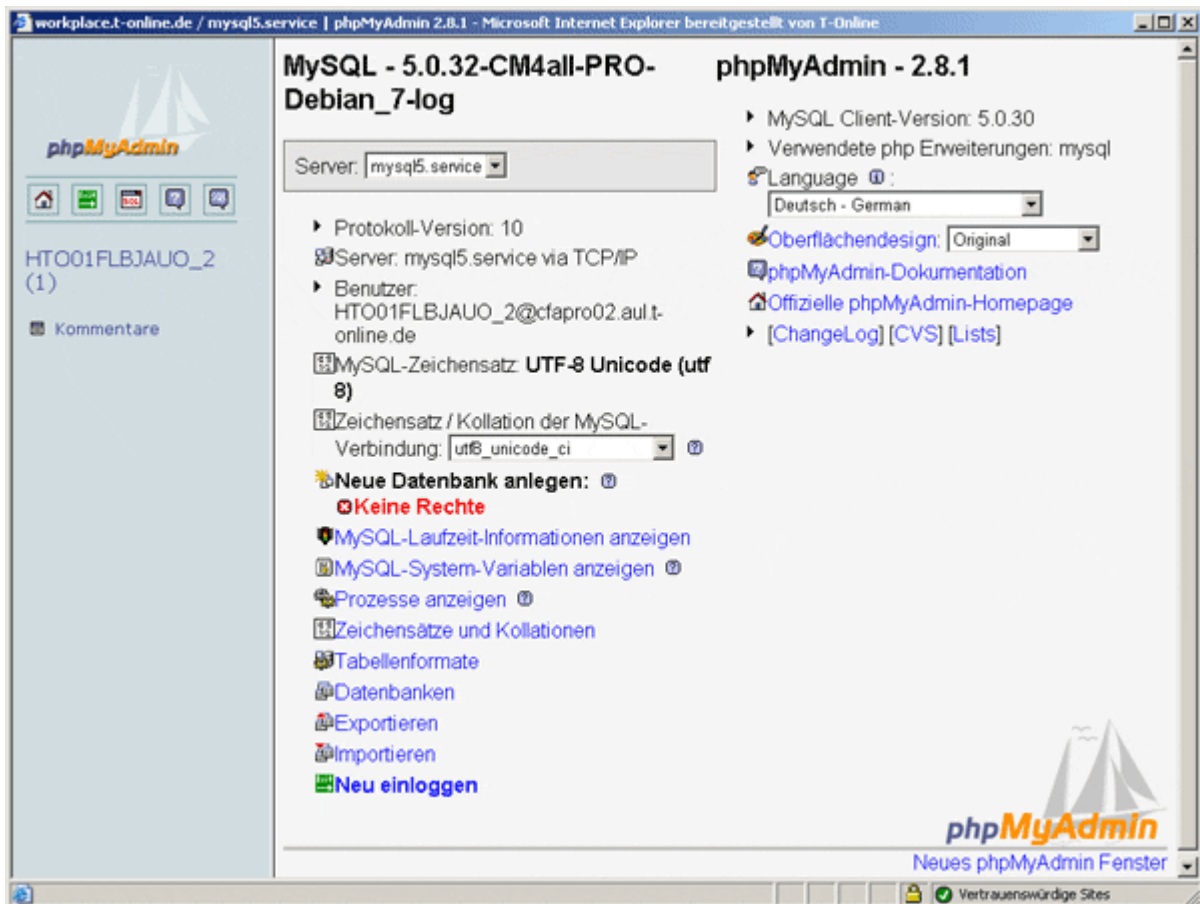 workplace.t-online.de / mysql5.service | phpMyAdmin 2.8.1 - Microsoft Internet Explorer bereitgestellt von T-Online
phpMyAdmin
SQL
HTO01FLBJAUO_2
(1)
Kommentare
MySQL - 5.0.32-CM4all-PRO-
Debian_7-log
Server: mysql5.service
Protokoll-Version: 10
Server: mysql5.service via TCP/IP
Benutzer:
HTO01FLBJAUO_2@cfapro02.aul.t-
online.de
MySQL-Zeichensatz: UTF-8 Unicode (utf
8)
Zeichensatz / Kollation der MySQL-
Verbindung: utf8_unicode_ci
Neue Datenbank anlegen:
Keine Rechte
MySQL-Laufzeit-Informationen anzeigen
MySQL-System-Variablen anzeigen
Prozesse anzeigen
Zeichensätze und Kollationen
Tabellenformate
Datenbanken
Exportieren
Importieren
Neu einloggen
phpMyAdmin - 2.8.1
MySQL Client-Version: 5.0.30
Verwendete php Erweiterungen: mysql
Language :
Deutsch - German
Oberflächendesign: Original
phpMyAdmin-Dokumentation
Offizielle phpMyAdmin-Homepage
[ChangeLog] [CVS] [Lists]
phpMyAdmin
Neues phpMyAdmin Fenster
Vertrauenswürdige Sites